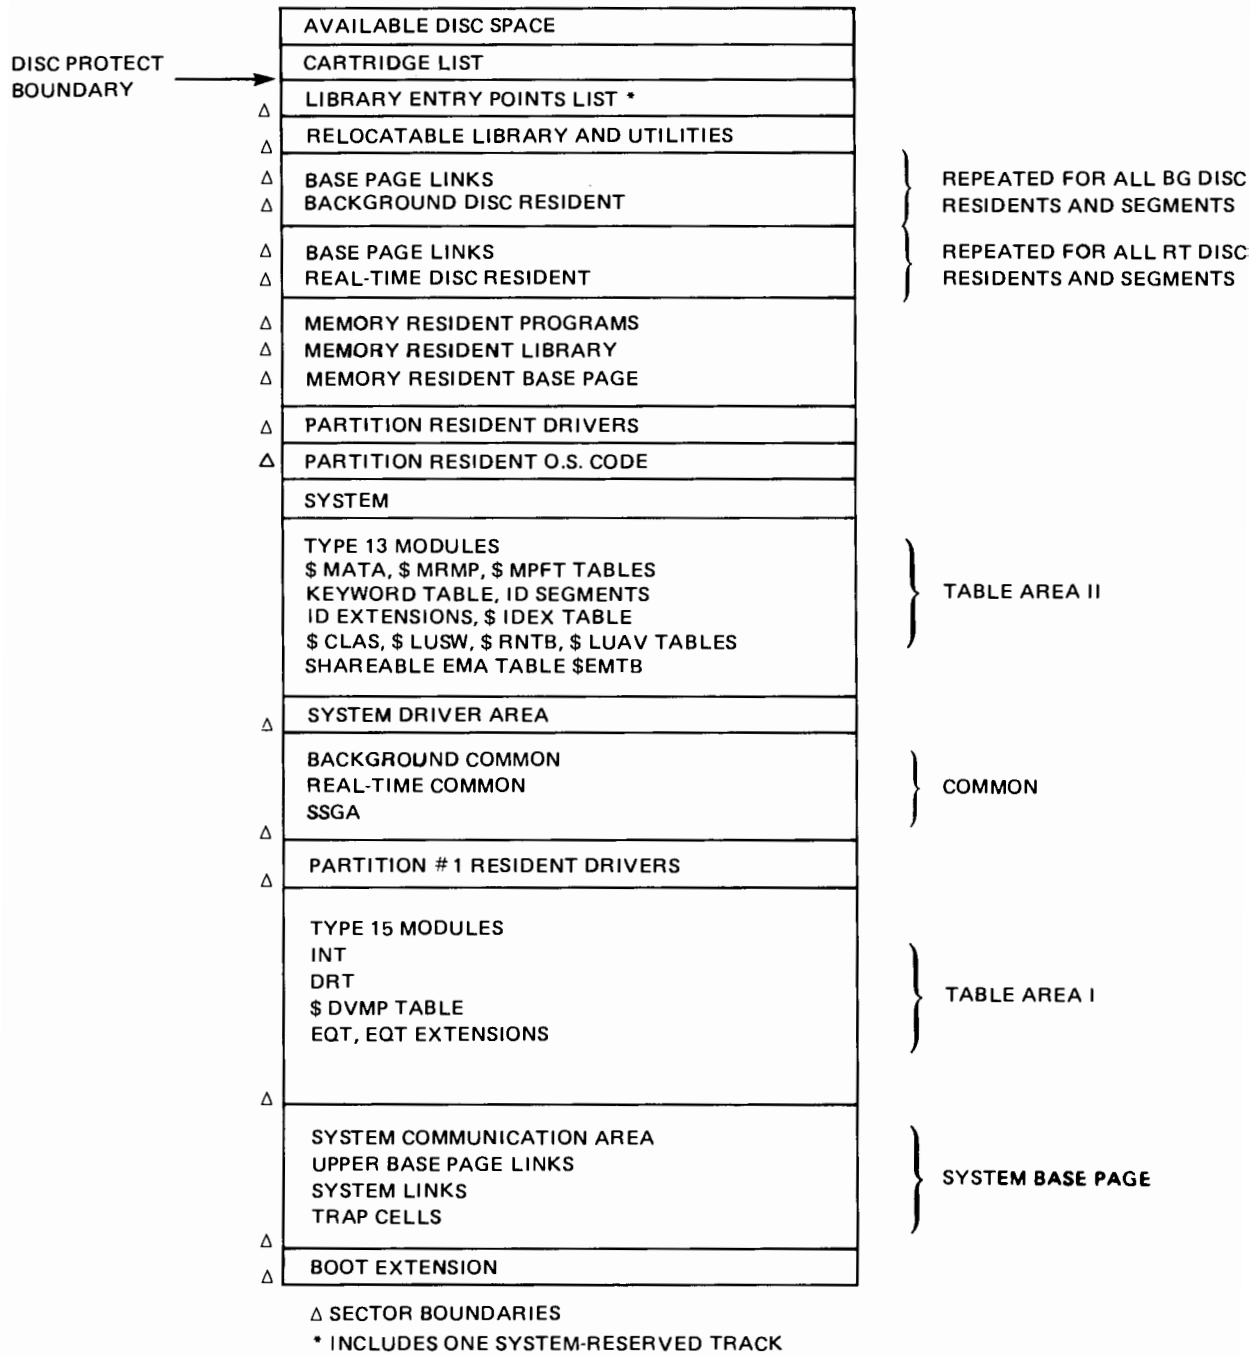 AVAILABLE DISC SPACE
DISC PROTECT
BOUNDARY
CARTRIDGE LIST
Δ LIBRARY ENTRY POINTS LIST *
Δ RELOCATABLE LIBRARY AND UTILITIES
Δ BASE PAGE LINKS
Δ BACKGROUND DISC RESIDENT
REPEATED FOR ALL BG DISC
RESIDENTS AND SEGMENTS
Δ BASE PAGE LINKS
Δ REAL-TIME DISC RESIDENT
REPEATED FOR ALL RT DISC
RESIDENTS AND SEGMENTS
Δ MEMORY RESIDENT PROGRAMS
Δ MEMORY RESIDENT LIBRARY
Δ MEMORY RESIDENT BASE PAGE
Δ PARTITION RESIDENT DRIVERS
Δ PARTITION RESIDENT O.S. CODE
SYSTEM
TYPE 13 MODULES
$ MATA, $ MRMP, $ MPFT TABLES
KEYWORD TABLE, ID SEGMENTS
ID EXTENSIONS, $ IDEX TABLE
$ CLAS, $ LUSW, $ RNTB, $ LUAV TABLES
SHAREABLE EMA TABLE $EMTB
TABLE AREA II
Δ SYSTEM DRIVER AREA
BACKGROUND COMMON
REAL-TIME COMMON
SSGA
Δ
COMMON
PARTITION #1 RESIDENT DRIVERS
Δ
TYPE 15 MODULES
INT
DRT
$ DVMP TABLE
EQT, EQT EXTENSIONS
Δ
TABLE AREA I
SYSTEM COMMUNICATION AREA
UPPER BASE PAGE LINKS
SYSTEM LINKS
TRAP CELLS
Δ
SYSTEM BASE PAGE
Δ BOOT EXTENSION
Δ SECTOR BOUNDARIES
* INCLUDES ONE SYSTEM-RESERVED TRACK